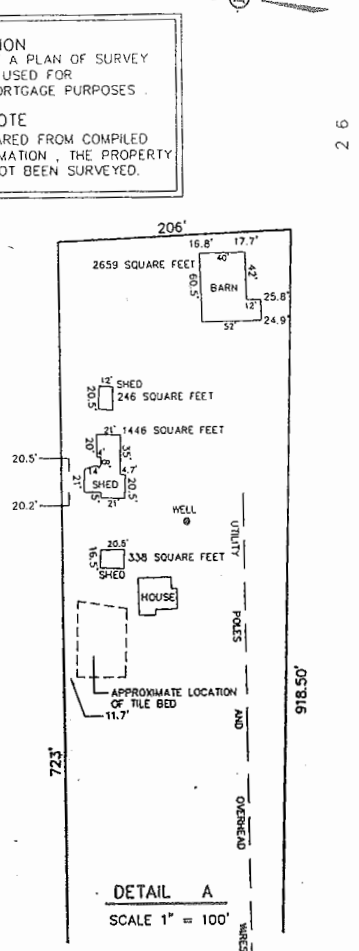 ION
A PLAN OF SURVEY
USED FOR
ORTGAGE PURPOSES .
OTE
ARED FROM COMPILED
MATION , THE PROPERTY
OT BEEN SURVEYED.
26
206'
16.8'
17.7'
2659 SQUARE FEET
40'
42'
60.5'
BARN
12'
25.8'
24.9'
52'
12'
SHED
20.5'
246 SQUARE FEET
21'
1446 SQUARE FEET
20'
35'
20.5'
8'
14'
4.7'
21'
SHED
20.5'
20.2'
5'
21'
WELL
UTILITY
20.5'
16.5'
338 SQUARE FEET
SHED
HOUSE
POLES
APPROXIMATE LOCATION
OF TILE BED
11.7'
918.50'
AND
723'
OVERHEAD
DETAIL A
SCALE 1" = 100'
WIRES